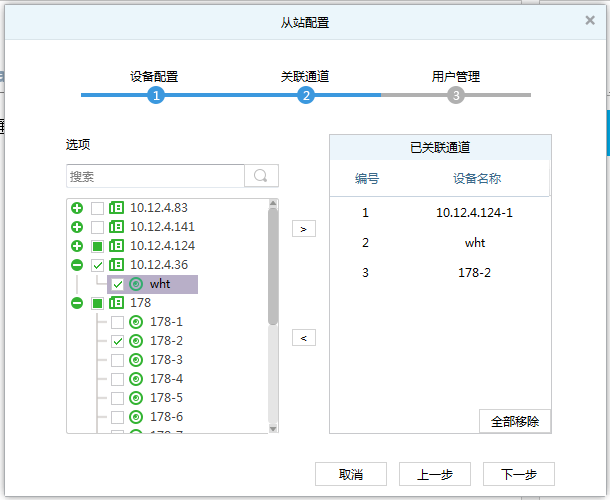 从站配置
设备配置
关联通道
用户管理
1
2
3
选项
搜索
10.12.4.83
10.12.4.141
10.12.4.124
10.12.4.36
wht
178
178-1
178-2
178-3
178-4
178-5
178-6
>
<
已关联通道
编号 设备名称
1 10.12.4.124-1
2 wht
3 178-2
全部移除
取消
上一步
下一步